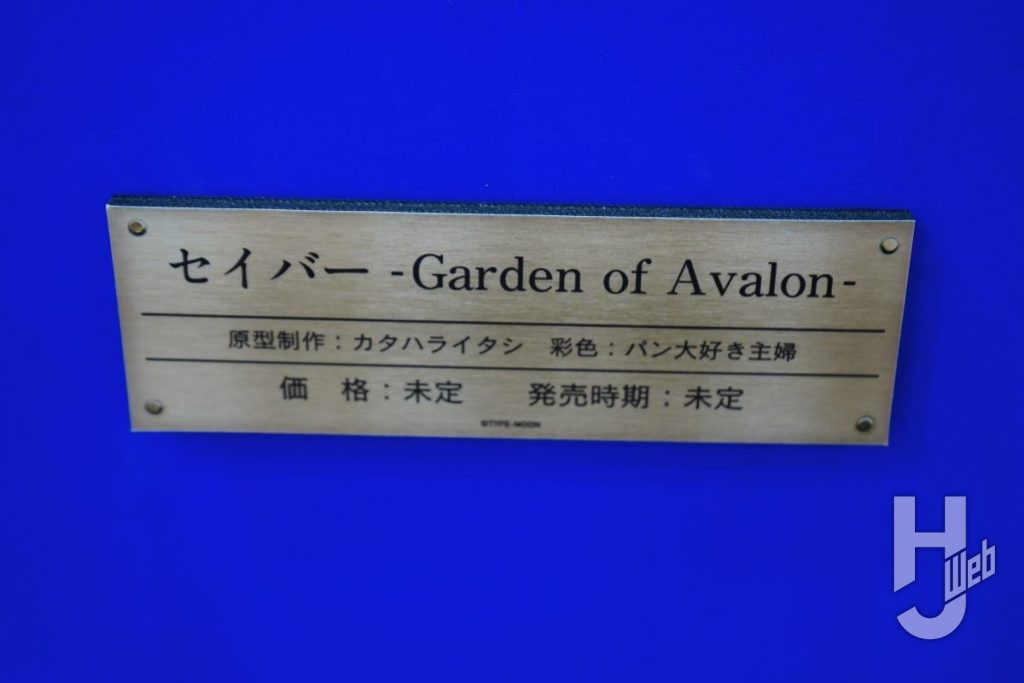 セイバー -Garden of Avalon-
原型制作：カタハライタシ　彩色：パン大好き主婦
価　格：未定　　発売時期：未定
©TYPE-MOON
HJ Web